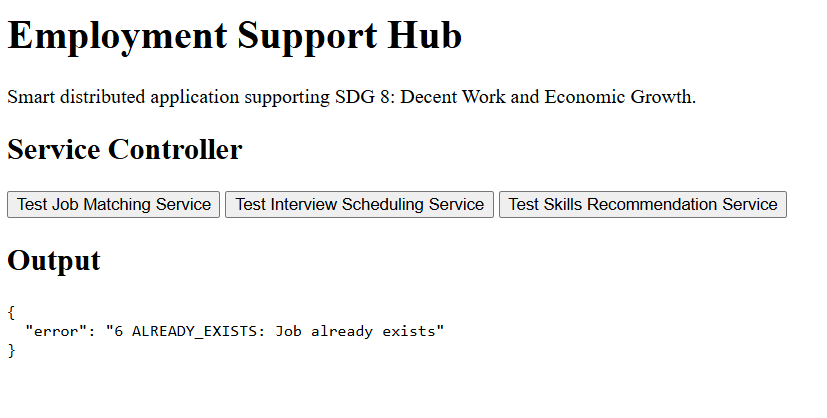 Employment Support Hub
Smart distributed application supporting SDG 8: Decent Work and Economic Growth.
Service Controller
Test Job Matching Service Test Interview Scheduling Service Test Skills Recommendation Service
Output
{
  "error": "6 ALREADY_EXISTS: Job already exists"
}